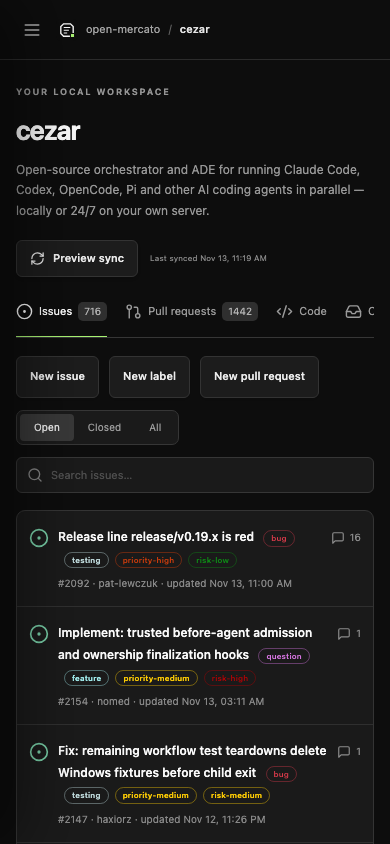 open-mercato / cezar
YOUR LOCAL WORKSPACE
cezar
Open-source orchestrator and ADE for running Claude Code,
Codex, OpenCode, Pi and other AI coding agents in parallel —
locally or 24/7 on your own server.
Preview sync Last synced Nov 13, 11:19 AM
Issues 716 Pull requests 1442 Code
New issue New label New pull request
Open Closed All
Search issues...
Release line release/v0.19.x is red bug 16
testing priority-high risk-low
#2092 · pat-lewczuk · updated Nov 13, 11:00 AM
Implement: trusted before-agent admission 1
and ownership finalization hooks question
feature priority-medium risk-high
#2154 · nomed · updated Nov 13, 03:11 AM
Fix: remaining workflow test teardowns delete 1
Windows fixtures before child exit bug
testing priority-medium risk-medium
#2147 · haxiorz · updated Nov 12, 11:26 PM